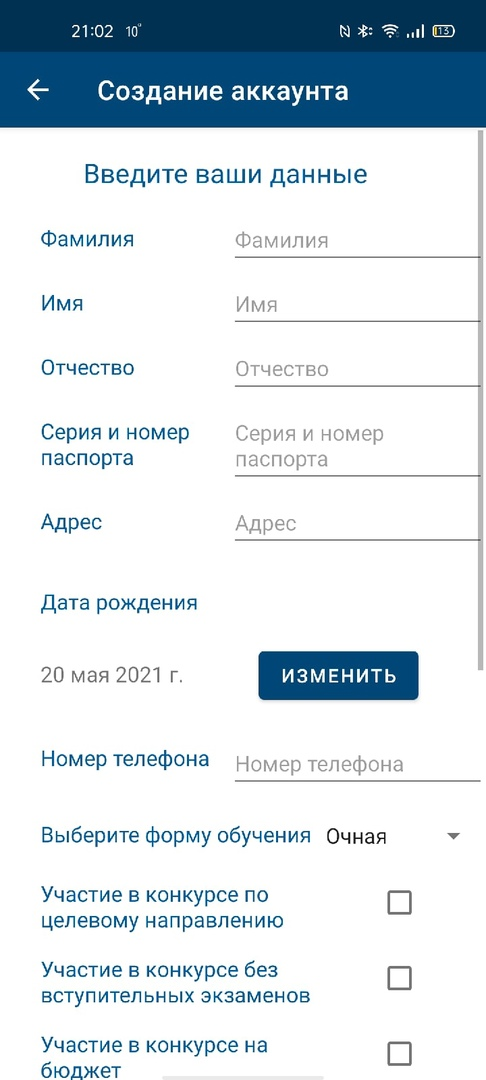 21:02 10° 13
Создание аккаунта
Введите ваши данные
Фамилия Фамилия
Имя Имя
Отчество Отчество
Серия и номер
паспорта
Серия и номер
паспорта
Адрес Адрес
Дата рождения
20 мая 2021 г. ИЗМЕНИТЬ
Номер телефона Номер телефона
Выберите форму обучения Очная
Участие в конкурсе по
целевому направлению
Участие в конкурсе без
вступительных экзаменов
Участие в конкурсе на
бюджет